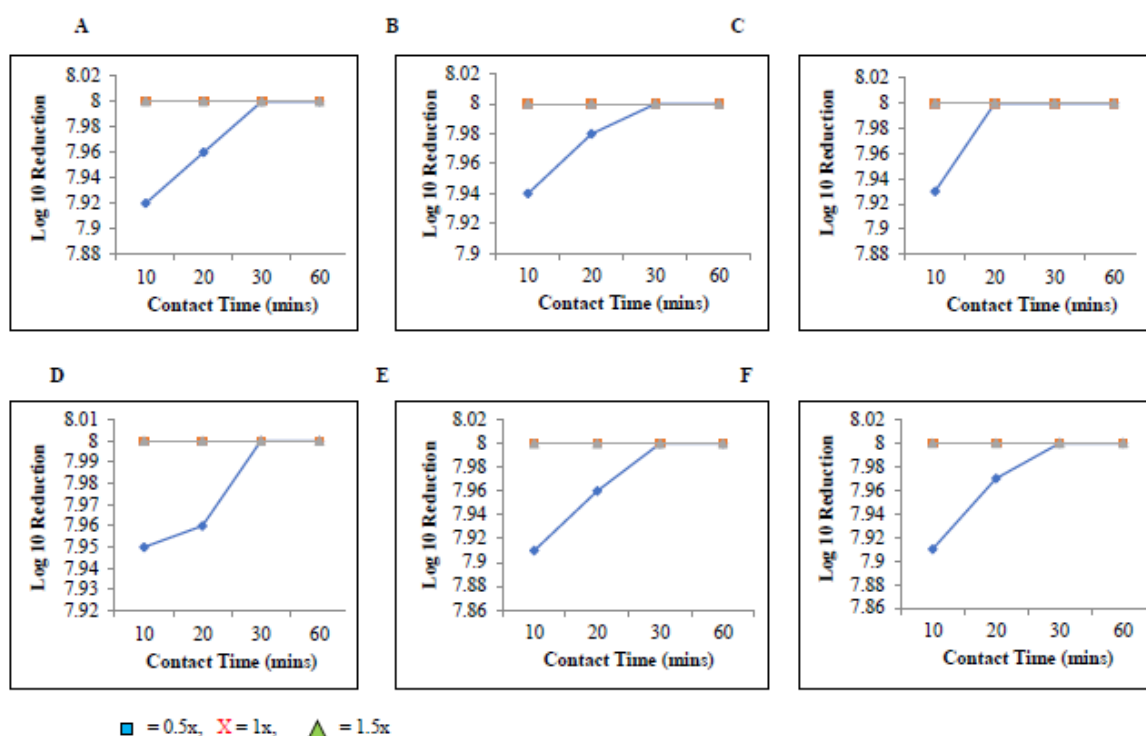 A B C
8.02
8
7.98
7.96
7.94
7.92
7.9
7.88
Log 10 Reduction
10 20 30 60
Contact Time (mins)
8.02
8
7.98
7.96
7.94
7.92
7.9
Log 10 Reduction
10 20 30 60
Contact Time (mins)
8.02
8
7.98
7.96
7.94
7.92
7.9
7.88
Log 10 Reduction
10 20 30 60
Contact Time (mins)
D E F
8.01
8
7.99
7.98
7.97
7.96
7.95
7.94
7.93
7.92
Log 10 Reduction
10 20 30 60
Contact Time (mins)
8.02
8
7.98
7.96
7.94
7.92
7.9
7.88
7.86
Log 10 Reduction
10 20 30 60
Contact Time (mins)
8.02
8
7.98
7.96
7.94
7.92
7.9
7.88
7.86
Log 10 Reduction
10 20 30 60
Contact Time (mins)
= 0.5x, X = 1x, = 1.5x